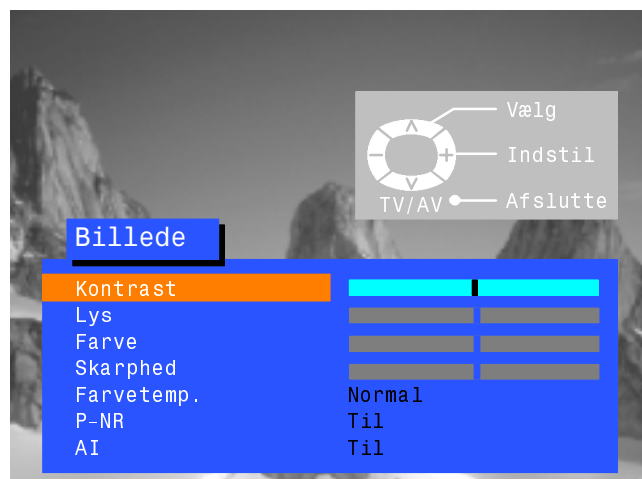 Vælg
Indstil
TV/AV Afslutte
Billede
Kontrast
Lys
Farve
Skarphed
Farvetemp. Normal
P-NR Til
AI Til